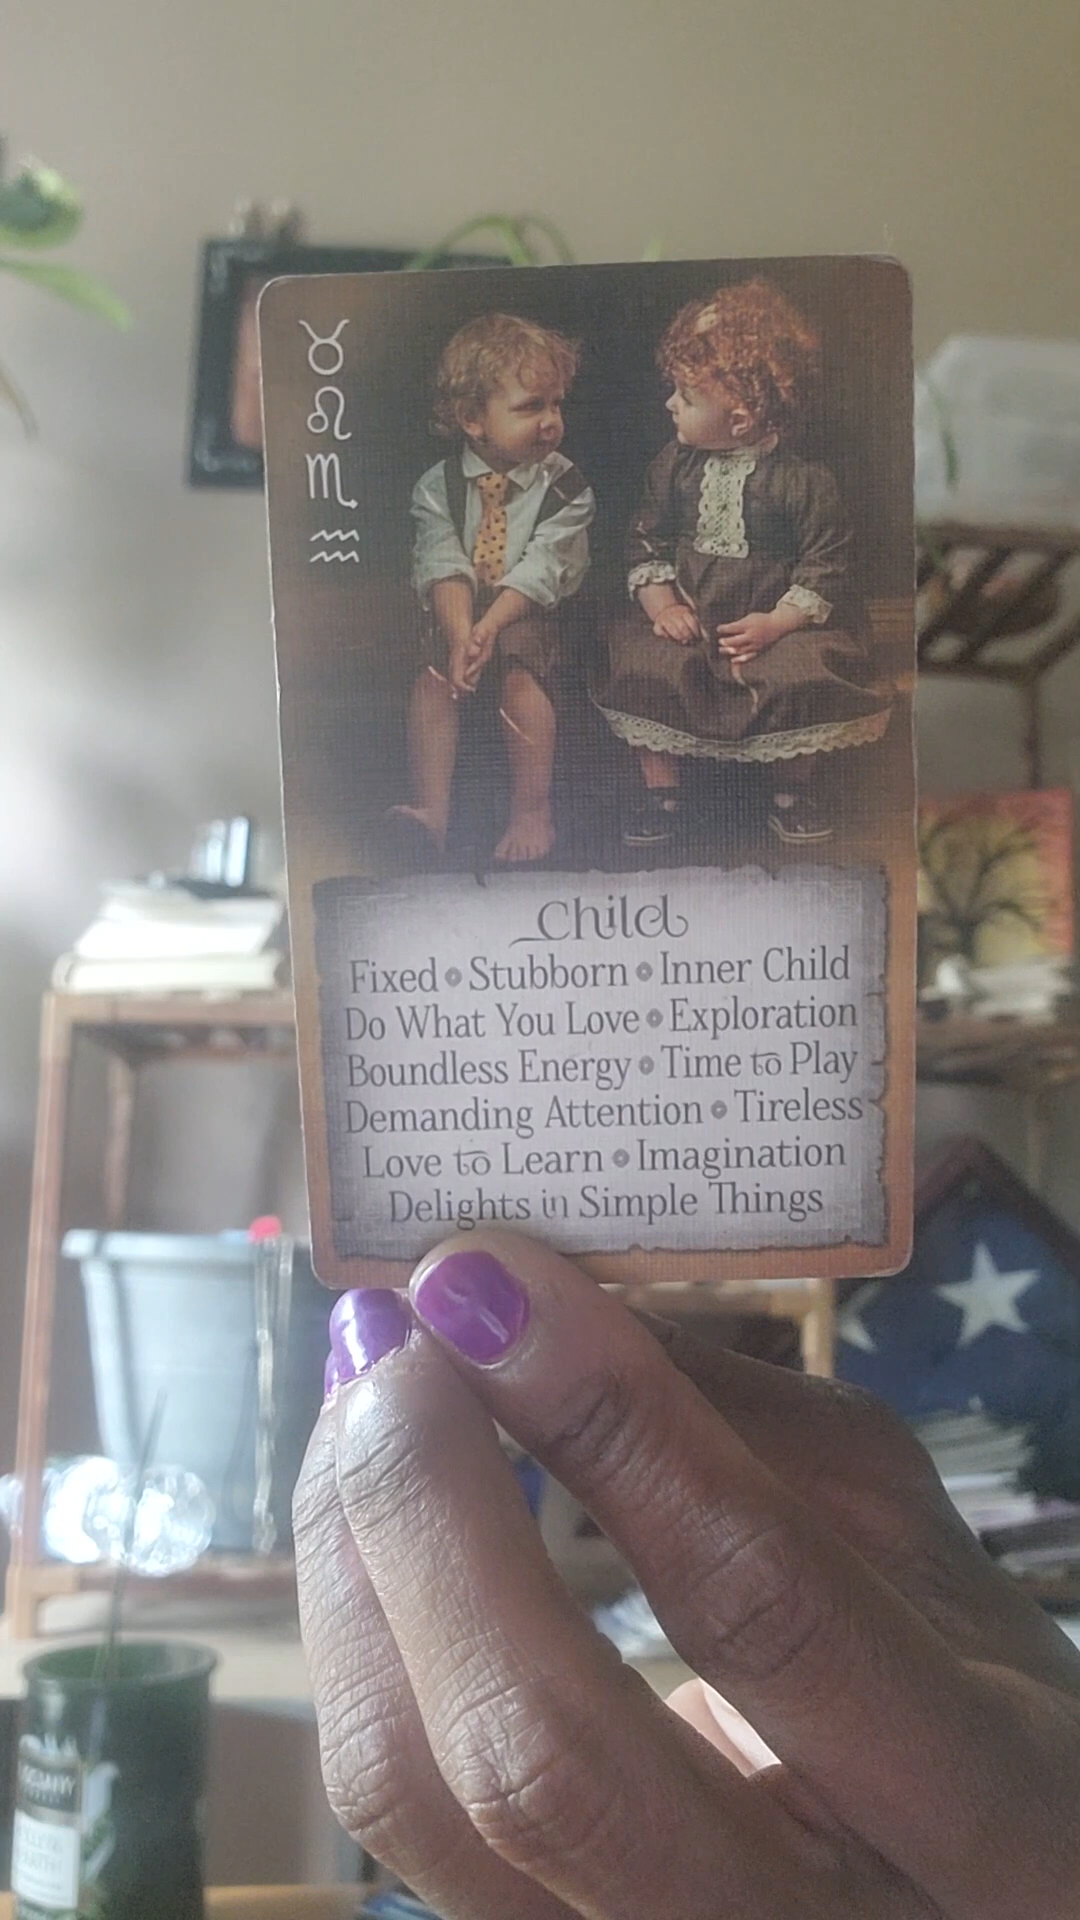 ♉
♌
♏
♒
Child
Fixed • Stubborn • Inner Child
Do What You Love • Exploration
Boundless Energy • Time to Play
Demanding Attention • Tireless
Love to Learn • Imagination
Delights in Simple Things